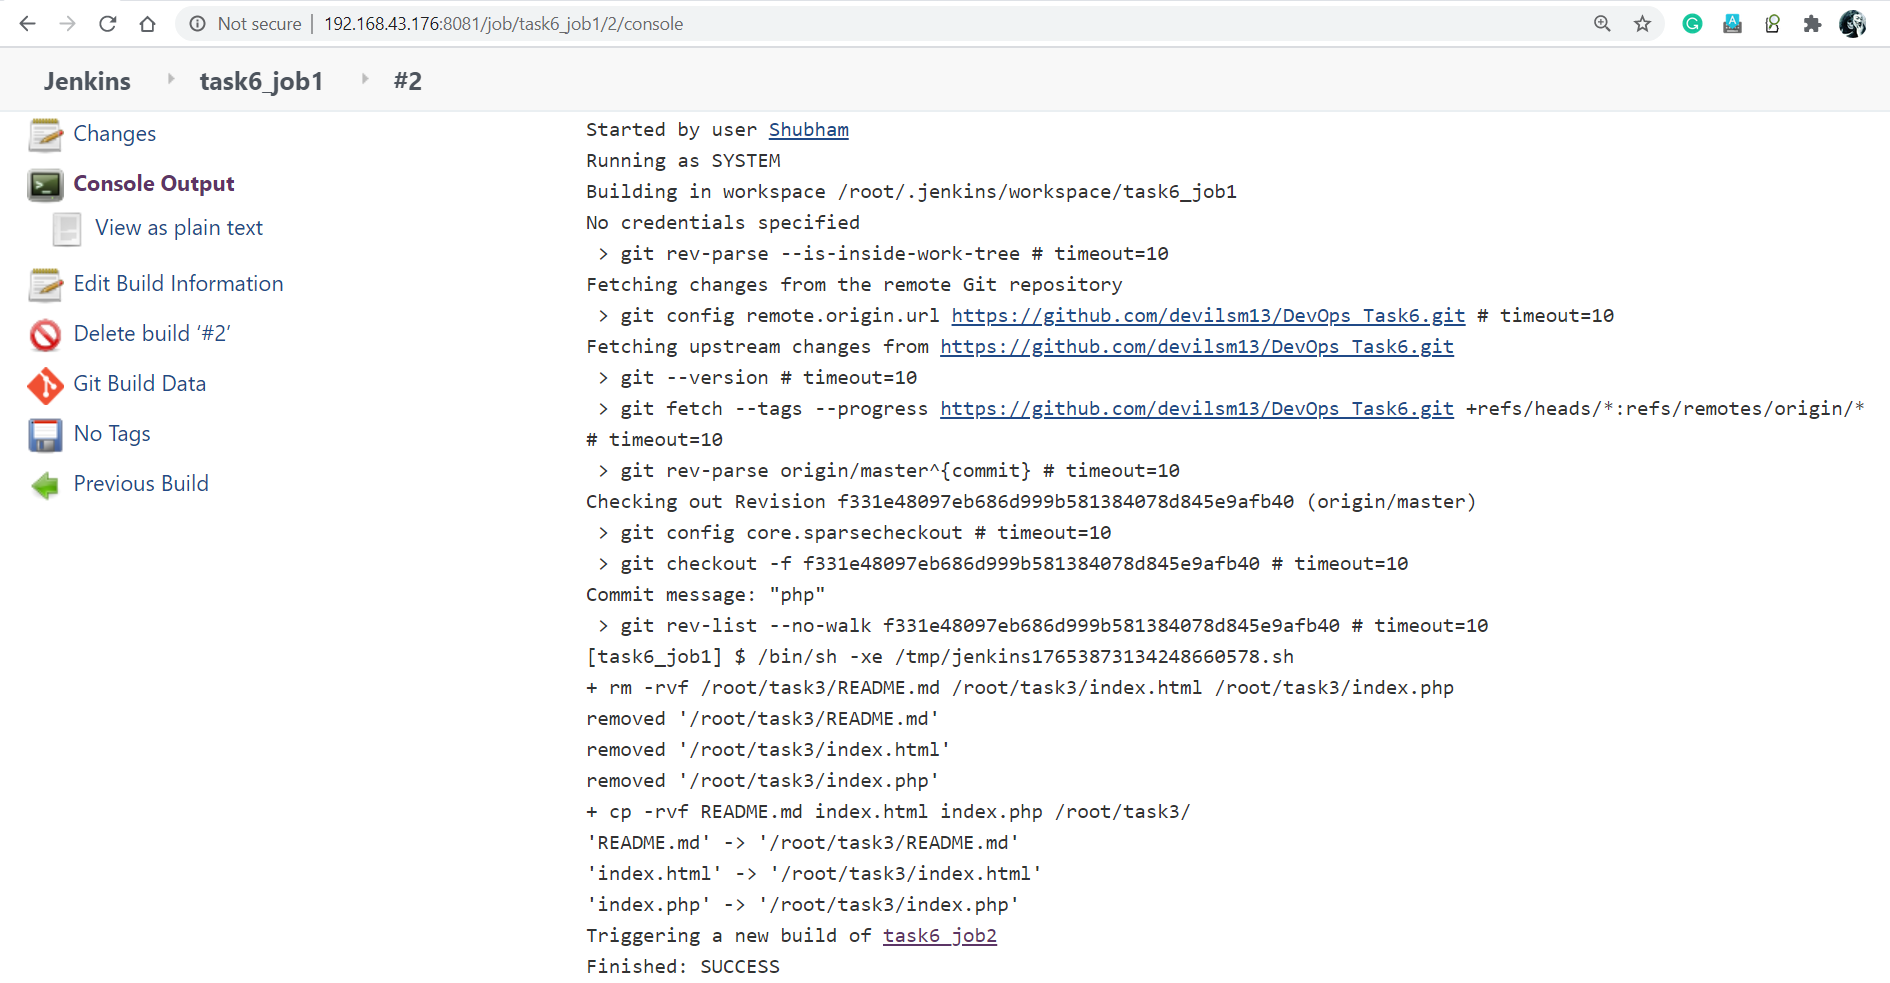 Not secure | 192.168.43.176:8081/job/task6_job1/2/console
Jenkins task6_job1 #2
Changes
Console Output
View as plain text
Edit Build Information
Delete build ‘#2’
Git Build Data
No Tags
Previous Build
Started by user Shubham
Running as SYSTEM
Building in workspace /root/.jenkins/workspace/task6_job1
No credentials specified
> git rev-parse --is-inside-work-tree # timeout=10
Fetching changes from the remote Git repository
> git config remote.origin.url https://github.com/devilsm13/DevOps_Task6.git # timeout=10
Fetching upstream changes from https://github.com/devilsm13/DevOps_Task6.git
> git --version # timeout=10
> git fetch --tags --progress https://github.com/devilsm13/DevOps_Task6.git +refs/heads/*:refs/remotes/origin/*
# timeout=10
> git rev-parse origin/master^{commit} # timeout=10
Checking out Revision f331e48097eb686d999b581384078d845e9afb40 (origin/master)
> git config core.sparsecheckout # timeout=10
> git checkout -f f331e48097eb686d999b581384078d845e9afb40 # timeout=10
Commit message: "php"
> git rev-list --no-walk f331e48097eb686d999b581384078d845e9afb40 # timeout=10
[task6_job1] $ /bin/sh -xe /tmp/jenkins17653873134248660578.sh
+ rm -rvf /root/task3/README.md /root/task3/index.html /root/task3/index.php
removed '/root/task3/README.md'
removed '/root/task3/index.html'
removed '/root/task3/index.php'
+ cp -rvf README.md index.html index.php /root/task3/
'README.md' -> '/root/task3/README.md'
'index.html' -> '/root/task3/index.html'
'index.php' -> '/root/task3/index.php'
Triggering a new build of task6_job2
Finished: SUCCESS